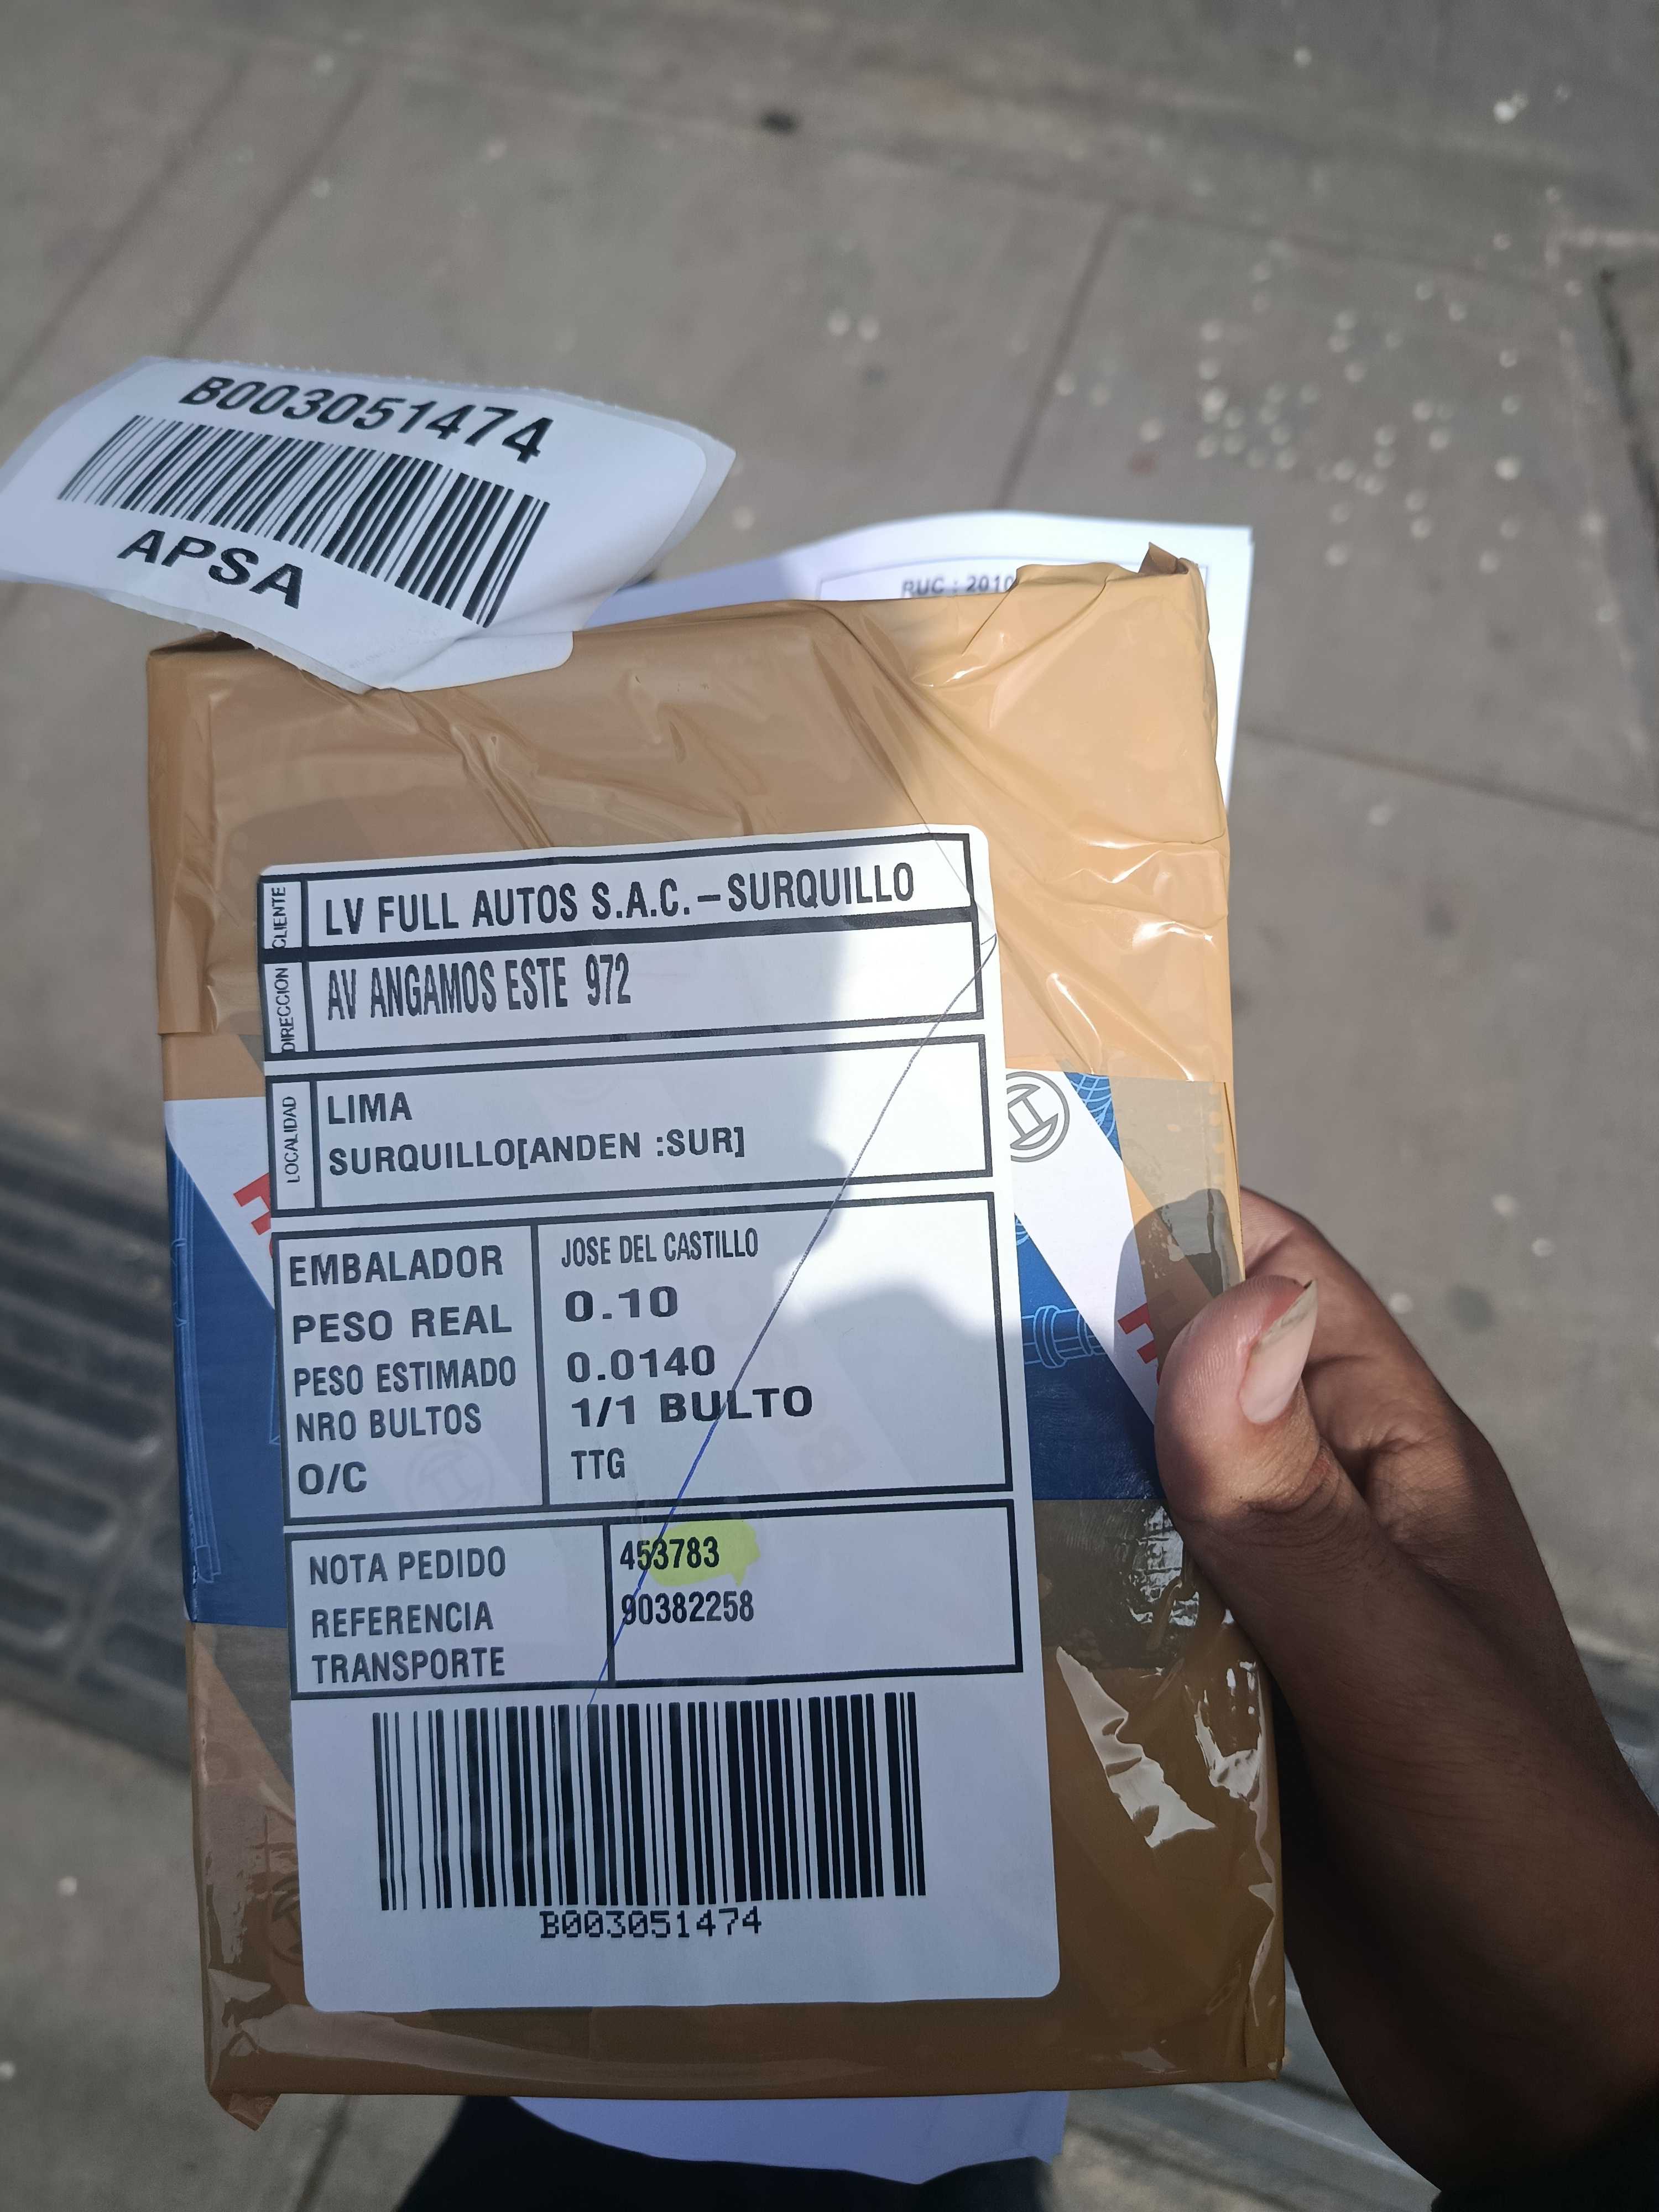 B003051474
APSA
RUC : 2010
CLIENTE
LV FULL AUTOS S.A.C.-SURQUILLO
DIRECCION
AV ANGAMOS ESTE 972
LOCALIDAD
LIMA
SURQUILLO[ANDEN :SUR]
EMBALADOR JOSE DEL CASTILLO
PESO REAL 0.10
PESO ESTIMADO 0.0140
NRO BULTOS 1/1 BULTO
O/C TTG
NOTA PEDIDO 453783
REFERENCIA 90382258
TRANSPORTE
B003051474